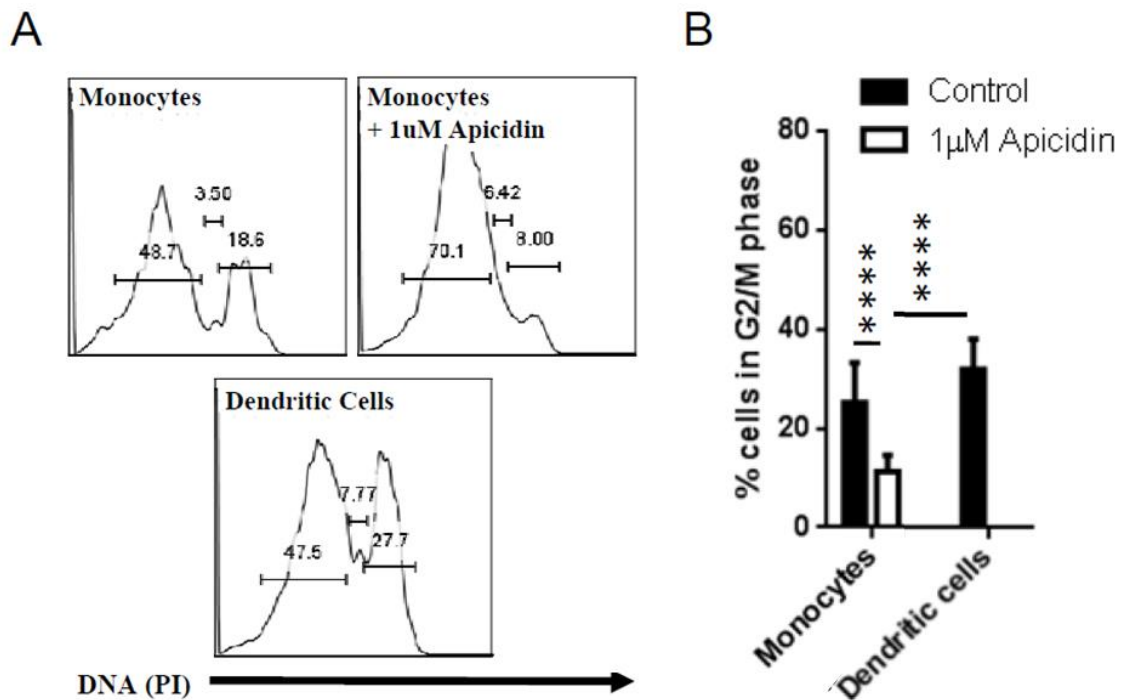 A
Monocytes
3.50
48.7
18.6
Monocytes
+ 1uM Apicidin
6.42
70.1
8.00
Dendritic Cells
7.77
47.5
27.7
DNA (PI)
B
Control
1μM Apicidin
% cells in G2/M phase
80
60
40
20
0
****
****
Monocytes
Dendritic cells